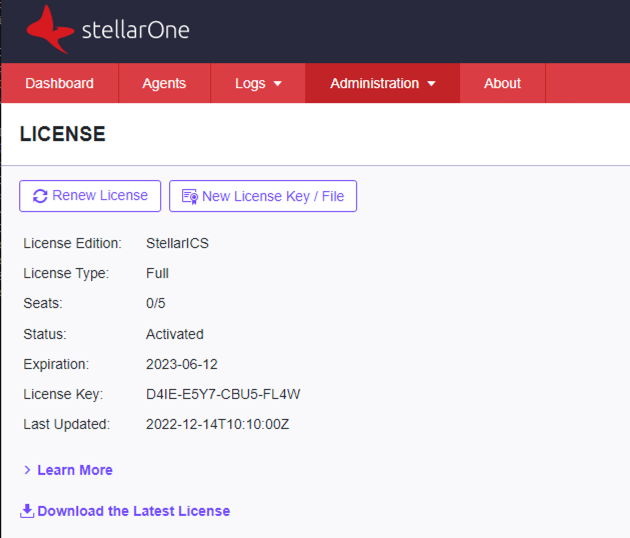 stellarOne
Dashboard Agents Logs Administration About
LICENSE
Renew License New License Key / File
License Edition: StellarICS
License Type: Full
Seats: 0/5
Status: Activated
Expiration: 2023-06-12
License Key: D4IE-E5Y7-CBU5-FL4W
Last Updated: 2022-12-14T10:10:00Z
> Learn More
Download the Latest License